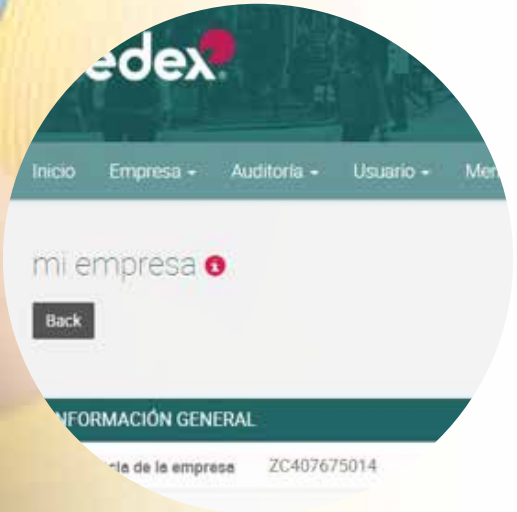 edex
Inicio Empresa Auditoría Usuario
mi empresa
Back
INFORMACIÓN GENERAL
de la empresa ZC407675014